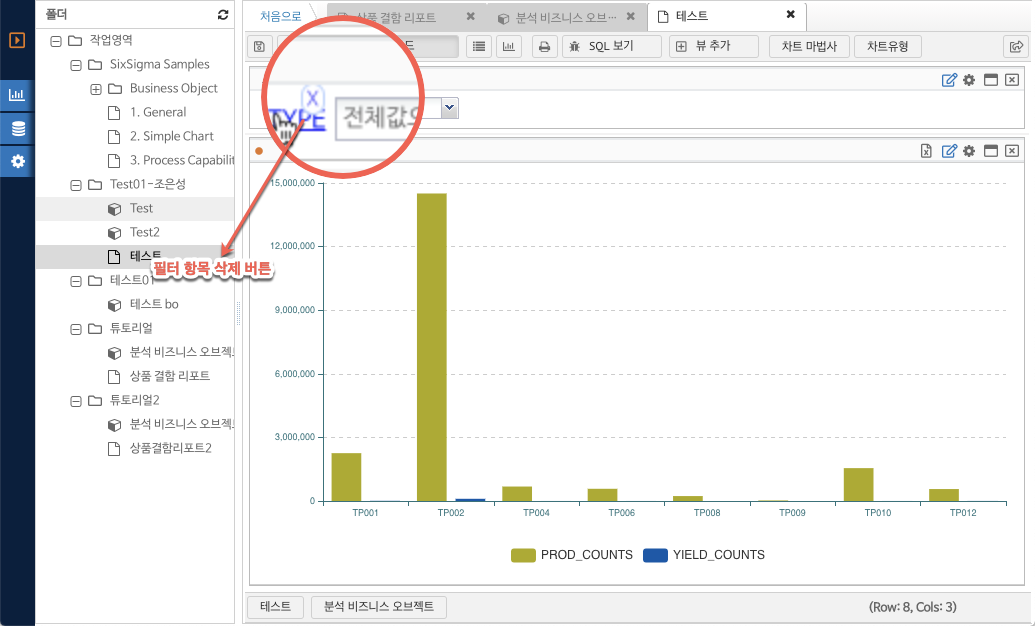 폴더
작업영역
SixSigma Samples
Business Object
1. General
2. Simple Chart
3. Process Capabilit
Test01-조은성
Test
Test2
테스트
테스트01
테스트 bo
튜토리얼
분석 비즈니스 오브젝트
상품 결함 리포트
튜토리얼2
분석 비즈니스 오브젝트
상품결함리포트2
처음으로
상품 결함 리포트
분석 비즈니스 오브…
테스트
드
SQL 보기
뷰 추가
차트 마법사
차트유형
X
TYPE
전체값으
필터 항목 삭제 버튼
15,000,000
12,000,000
9,000,000
6,000,000
3,000,000
0
TP001
TP002
TP004
TP006
TP008
TP009
TP010
TP012
PROD_COUNTS
YIELD_COUNTS
테스트
분석 비즈니스 오브젝트
(Row: 8, Cols: 3)